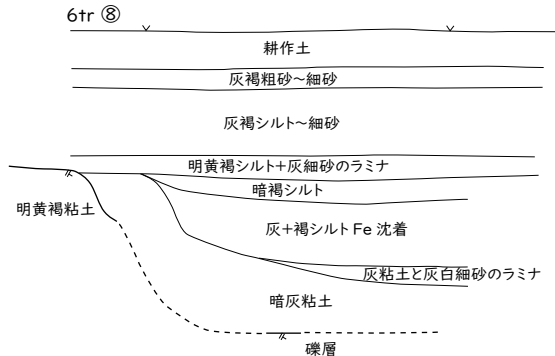 6tr ⑧
耕作土
灰褐粗砂~細砂
灰褐シルト~細砂
明黄褐シルト+灰細砂のラミナ
暗褐シルト
明黄褐粘土
灰+褐シルト Fe 沈着
灰粘土と灰白細砂のラミナ
暗灰粘土
礫層